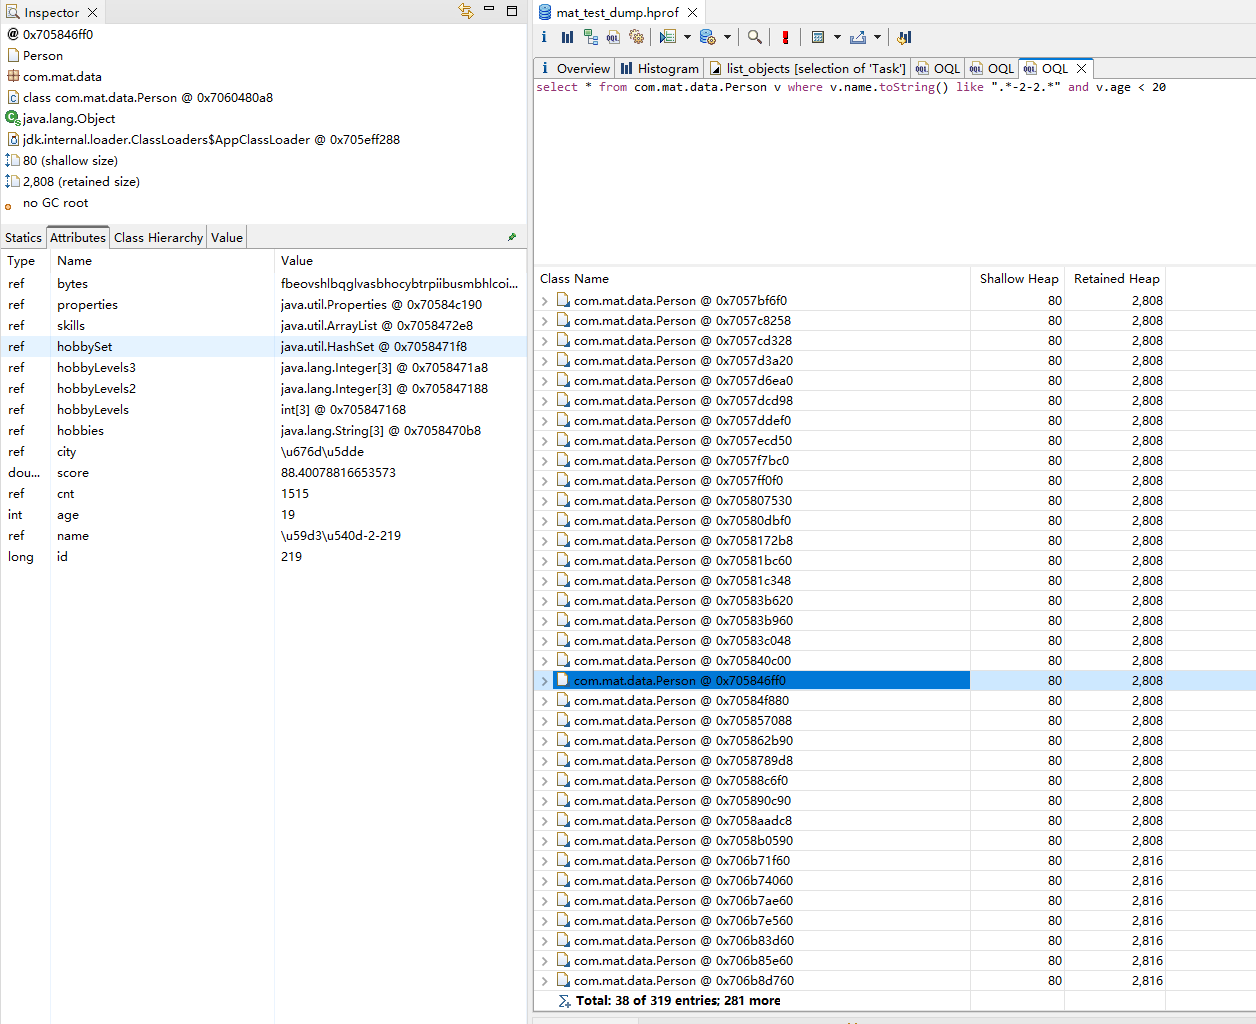 Inspector
@ 0x705846ff0
Person
com.mat.data
class com.mat.data.Person @ 0x7060480a8
java.lang.Object
jdk.internal.loader.ClassLoaders$AppClassLoader @ 0x705eff288
80 (shallow size)
2,808 (retained size)
no GC root
Statics Attributes Class Hierarchy Value
Type Name Value
ref bytes fbeovshlbqglvasbhocybtrpiibusmbhlcoi...
ref properties java.util.Properties @ 0x70584c190
ref skills java.util.ArrayList @ 0x7058472e8
ref hobbySet java.util.HashSet @ 0x7058471f8
ref hobbyLevels3 java.lang.Integer[3] @ 0x7058471a8
ref hobbyLevels2 java.lang.Integer[3] @ 0x705847188
ref hobbyLevels int[3] @ 0x705847168
ref hobbies java.lang.String[3] @ 0x7058470b8
ref city \u676d\u5dde
dou... score 88.40078816653573
ref cnt 1515
int age 19
ref name \u59d3\u540d-2-219
long id 219
mat_test_dump.hprof
Overview Histogram list_objects [selection of 'Task'] OQL OQL OQL
select * from com.mat.data.Person v where v.name.toString() like ".*-2-2.*" and v.age < 20
Class Name Shallow Heap Retained Heap
com.mat.data.Person @ 0x7057bf6f0 80 2,808
com.mat.data.Person @ 0x7057c8258 80 2,808
com.mat.data.Person @ 0x7057cd328 80 2,808
com.mat.data.Person @ 0x7057d3a20 80 2,808
com.mat.data.Person @ 0x7057d6ea0 80 2,808
com.mat.data.Person @ 0x7057dcd98 80 2,808
com.mat.data.Person @ 0x7057ddef0 80 2,808
com.mat.data.Person @ 0x7057ecd50 80 2,808
com.mat.data.Person @ 0x7057f7bc0 80 2,808
com.mat.data.Person @ 0x7057ff0f0 80 2,808
com.mat.data.Person @ 0x705807530 80 2,808
com.mat.data.Person @ 0x70580dbf0 80 2,808
com.mat.data.Person @ 0x7058172b8 80 2,808
com.mat.data.Person @ 0x70581bc60 80 2,808
com.mat.data.Person @ 0x70581c348 80 2,808
com.mat.data.Person @ 0x70583b620 80 2,808
com.mat.data.Person @ 0x70583b960 80 2,808
com.mat.data.Person @ 0x70583c048 80 2,808
com.mat.data.Person @ 0x705840c00 80 2,808
com.mat.data.Person @ 0x705846ff0 80 2,808
com.mat.data.Person @ 0x70584f880 80 2,808
com.mat.data.Person @ 0x705857088 80 2,808
com.mat.data.Person @ 0x705862b90 80 2,808
com.mat.data.Person @ 0x7058789d8 80 2,808
com.mat.data.Person @ 0x70588c6f0 80 2,808
com.mat.data.Person @ 0x705890c90 80 2,808
com.mat.data.Person @ 0x7058aadc8 80 2,808
com.mat.data.Person @ 0x7058b0590 80 2,808
com.mat.data.Person @ 0x706b71f60 80 2,816
com.mat.data.Person @ 0x706b74060 80 2,816
com.mat.data.Person @ 0x706b7ae60 80 2,816
com.mat.data.Person @ 0x706b7e560 80 2,816
com.mat.data.Person @ 0x706b83d60 80 2,816
com.mat.data.Person @ 0x706b85e60 80 2,816
com.mat.data.Person @ 0x706b8d760 80 2,816
Total: 38 of 319 entries; 281 more